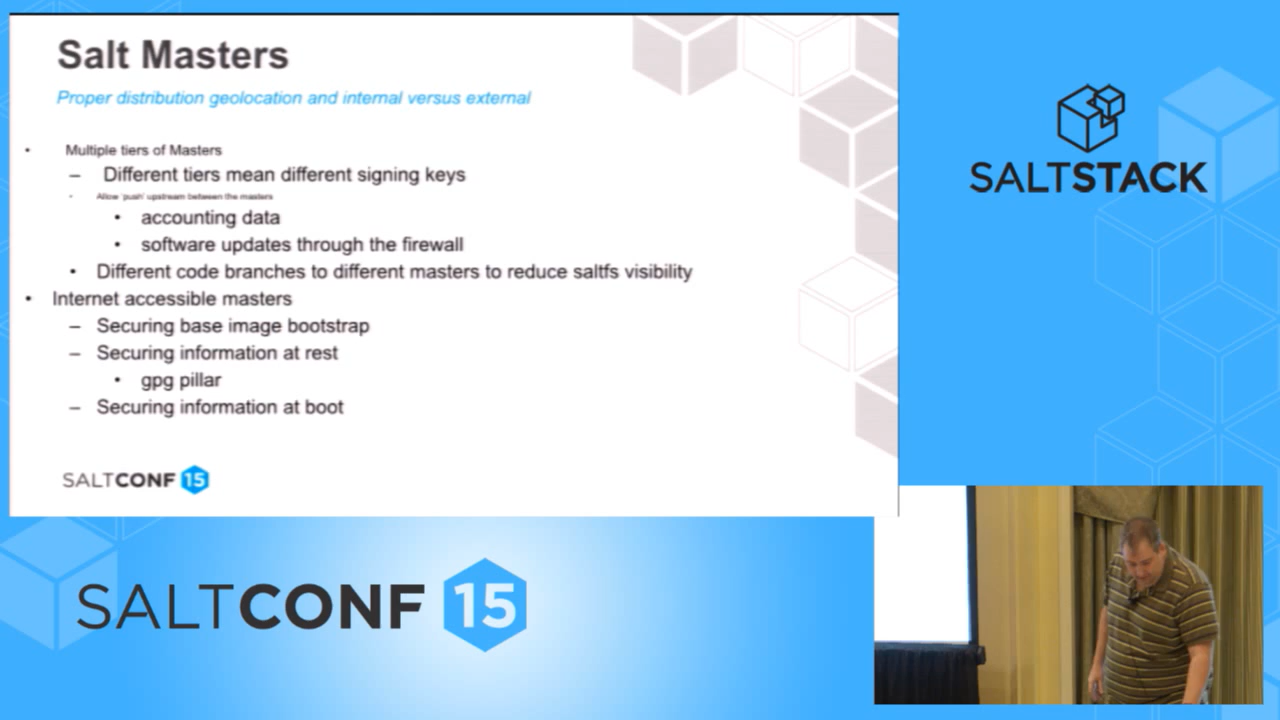 Salt Masters
Proper distribution geolocation and internal versus external
• Multiple tiers of Masters
– Different tiers mean different signing keys
• Allow 'push' upstream between the masters
• accounting data
• software updates through the firewall
• Different code branches to different masters to reduce saltfs visibility
• Internet accessible masters
– Securing base image bootstrap
– Securing information at rest
• gpg pillar
– Securing information at boot
SALTCONF 15
SALTSTACK
SALTCONF 15